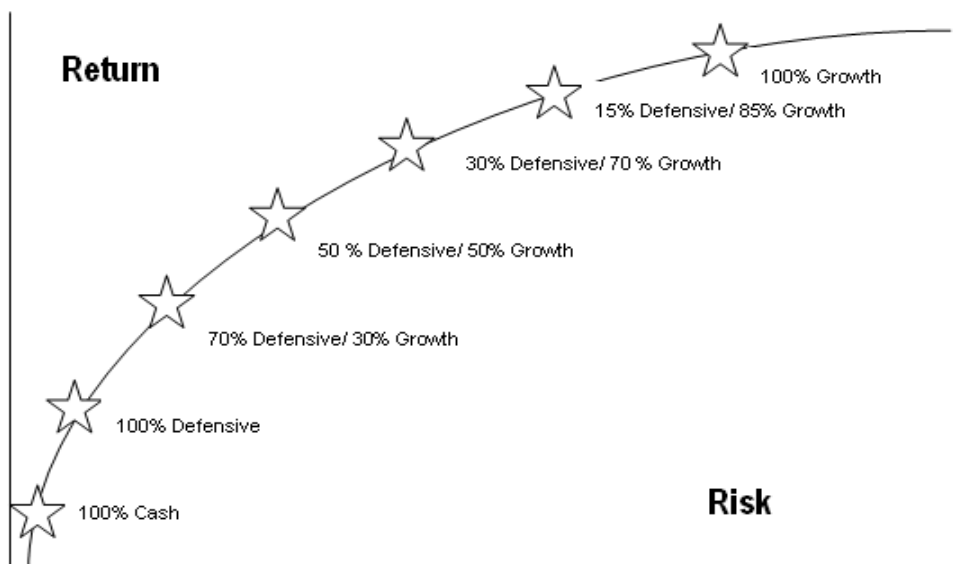 Return
100% Growth
15% Defensive/ 85% Growth
30% Defensive/ 70 % Growth
50 % Defensive/ 50% Growth
70% Defensive/ 30% Growth
100% Defensive
Risk
100% Cash